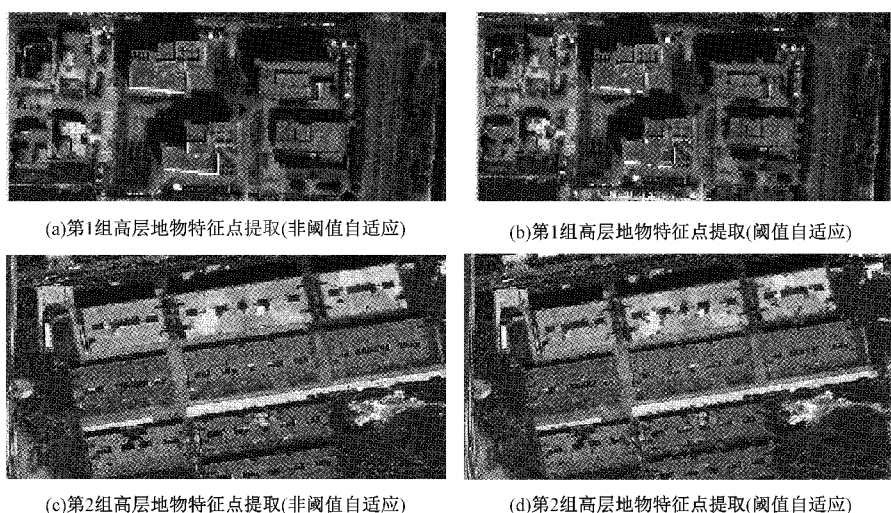 (a)第1组高层地物特征点提取(非阈值自适应)
(b)第1组高层地物特征点提取(阈值自适应)
(c)第2组高层地物特征点提取(非阈值自适应)
(d)第2组高层地物特征点提取(阈值自适应)